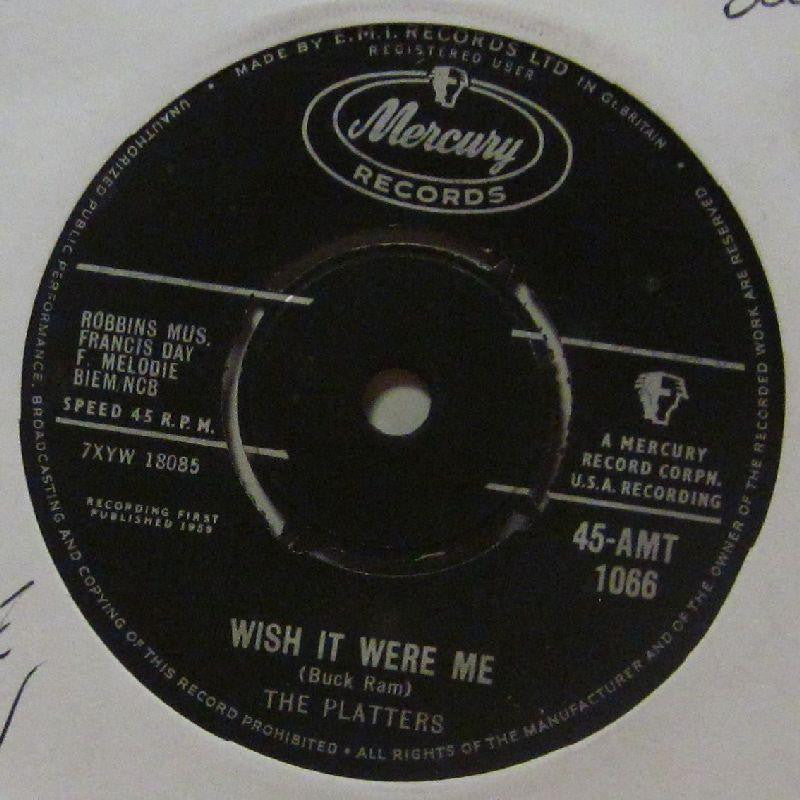 MADE BY E.M.I. RECORDS LTD IN GT. BRITAIN
REGISTERED USER
Mercury
RECORDS
ROBBINS MUS.
FRANCIS DAY
F. MELODIE
BIEM/NCB
SPEED 45 R.P.M.
7XYW 18085
RECORDING FIRST
PUBLISHED 1959
A MERCURY
RECORD CORPN.
U.S.A. RECORDING
45-AMT
1066
WISH IT WERE ME
(Buck Ram)
THE PLATTERS
UNAUTHORIZED PUBLIC PERFORMANCE, BROADCASTING AND COPYING OF THIS RECORD PROHIBITED • ALL RIGHTS OF THE MANUFACTURER AND OF THE OWNER OF THE RECORDED WORK ARE RESERVED